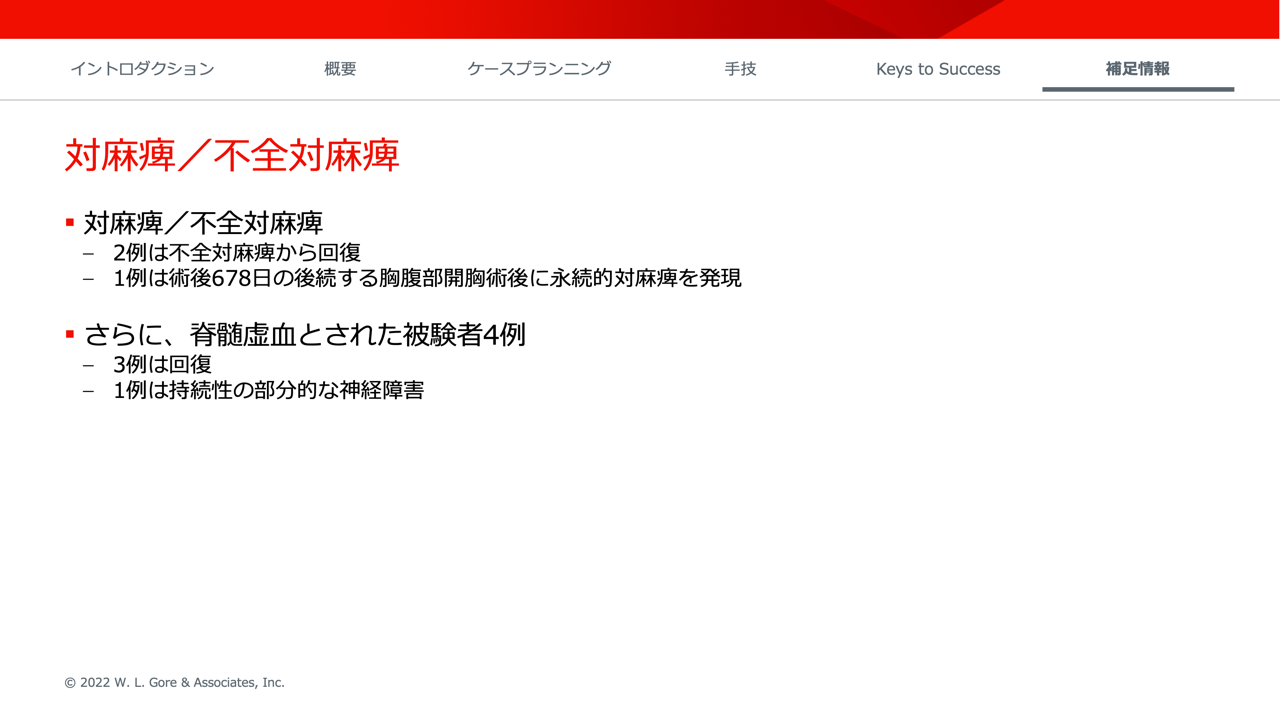 イントロダクション
概要
ケースプランニング
手技
Keys to Success
補足情報
対麻痺／不全対麻痺
▪ 対麻痺／不全対麻痺
– 2例は不全対麻痺から回復
– 1例は術後678日の後続する胸腹部開胸術後に永続的対麻痺を発現
▪ さらに、脊髄虚血とされた被験者4例
– 3例は回復
– 1例は持続性の部分的な神経障害
© 2022 W. L. Gore & Associates, Inc.